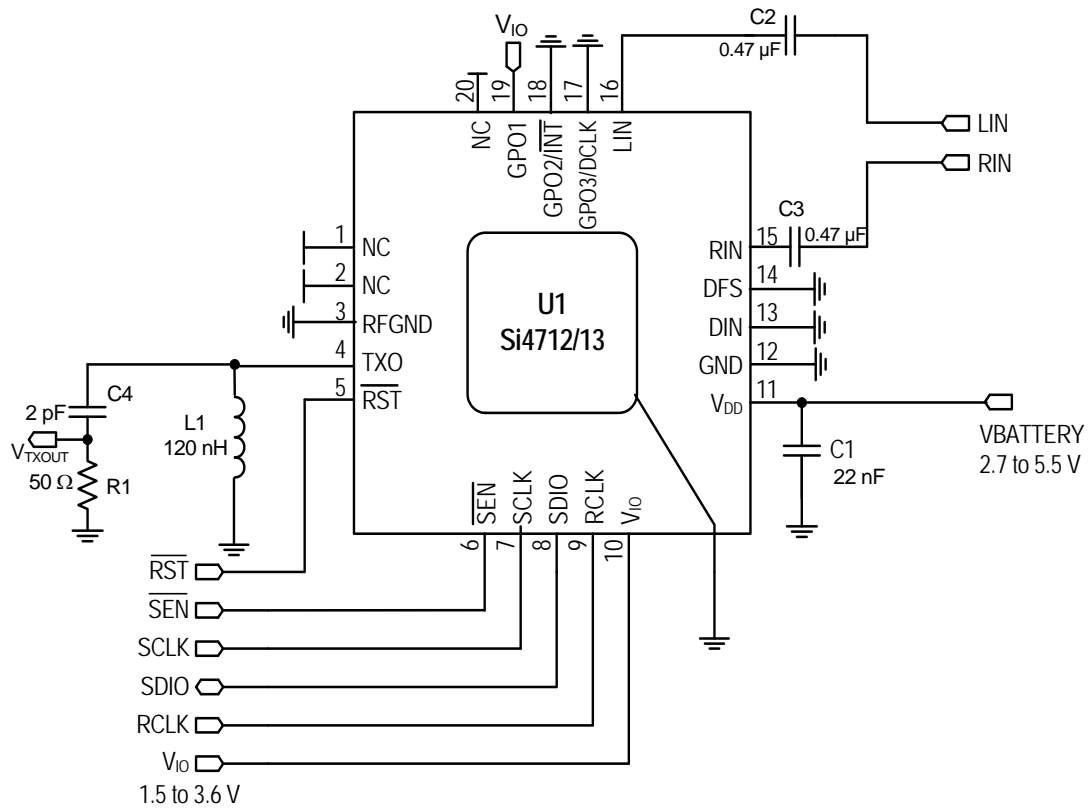 V_IO
C2
0.47 µF
20
19
18
17
16
NC
GPO1
GPO2/INT
GPO3/DCLK
LIN
LIN
RIN
C3
0.47 µF
1
NC
2
NC
3
RFGND
4
TXO
5
RST
15
RIN
14
DFS
13
DIN
12
GND
11
V_DD
U1
Si4712/13
C4
2 pF
V_TXOUT
50 Ω
R1
L1
120 nH
VBATTERY
2.7 to 5.5 V
C1
22 nF
SEN
SCLK
SDIO
RCLK
V_IO
6
7
8
9
10
RST
SEN
SCLK
SDIO
RCLK
V_IO
1.5 to 3.6 V